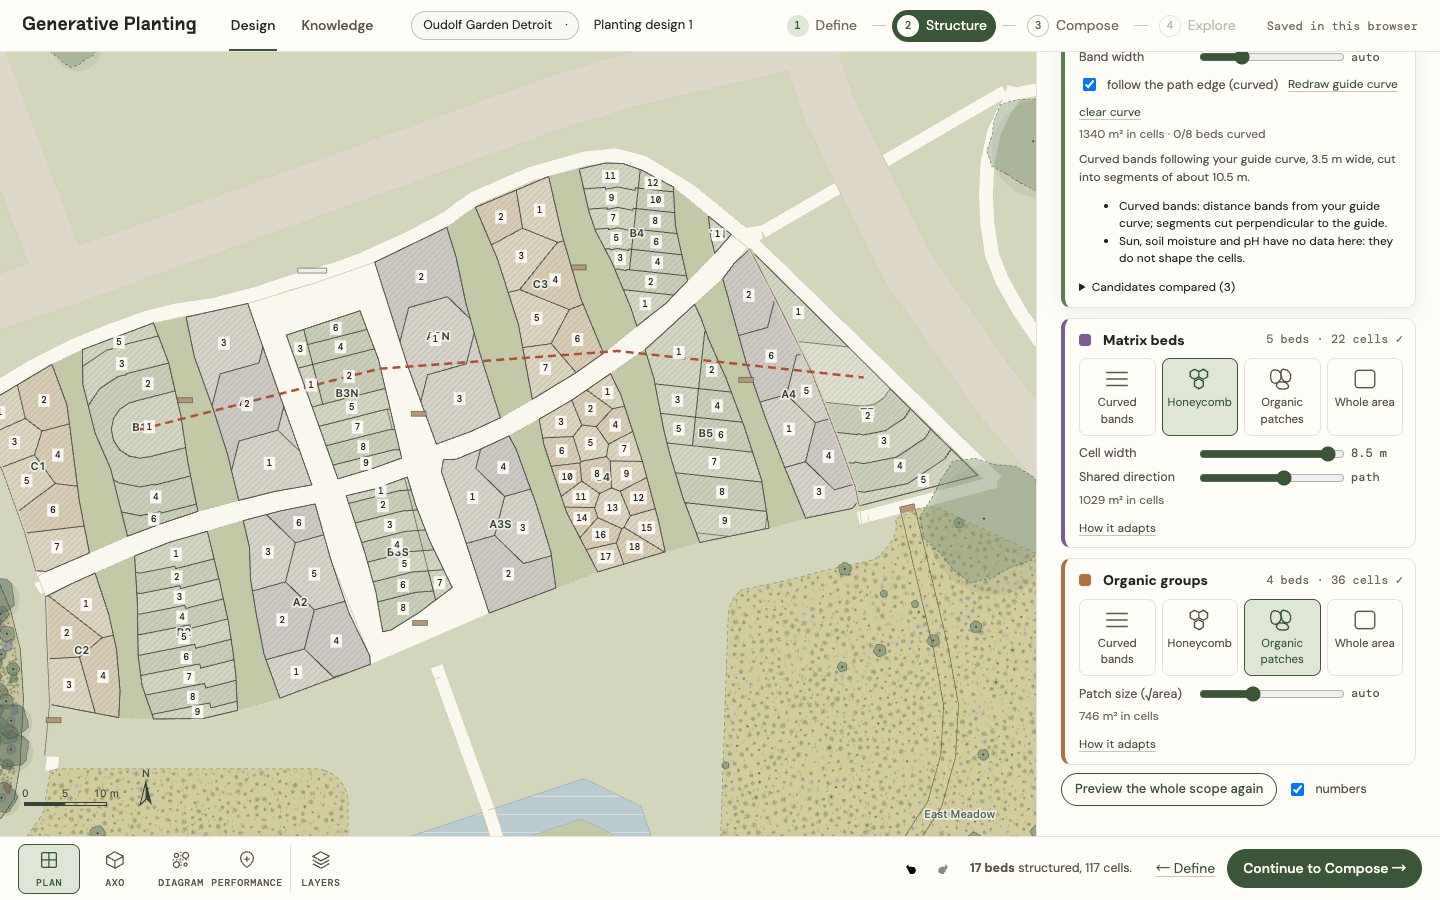 Generative Planting
Design
Knowledge
Oudolf Garden Detroit ·
Planting design 1
1 Define
2 Structure
3 Compose
4 Explore
Saved in this browser
Band width
auto
follow the path edge (curved)
Redraw guide curve
clear curve
1340 m² in cells · 0/8 beds curved
Curved bands following your guide curve, 3.5 m wide, cut
into segments of about 10.5 m.
• Curved bands: distance bands from your guide
curve; segments cut perpendicular to the guide.
• Sun, soil moisture and pH have no data here: they
do not shape the cells.
▶ Candidates compared (3)
Matrix beds
5 beds · 22 cells ✓
Curved
bands
Honeycomb
Organic
patches
Whole area
Cell width
8.5 m
Shared direction
path
1029 m² in cells
How it adapts
Organic groups
4 beds · 36 cells ✓
Curved
bands
Honeycomb
Organic
patches
Whole area
Patch size (√area)
auto
746 m² in cells
How it adapts
Preview the whole scope again
numbers
C1
C2
A2
B3N
B3S
C3
B4
A3S
B5
A4
N
0 5 10 m
East Meadow
PLAN
AXO
DIAGRAM
PERFORMANCE
LAYERS
17 beds structured, 117 cells.
← Define
Continue to Compose →